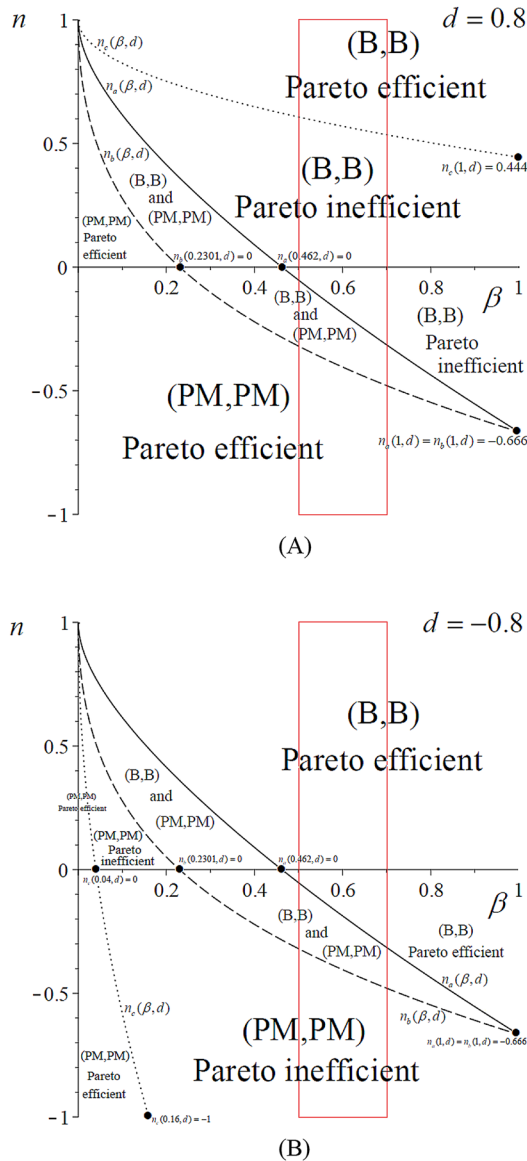 n
d = 0.8
1
n_c(β,d)
(B,B)
Pareto efficient
n_a(β,d)
0.5
n_b(β,d)
n_c(1,d) = 0.444
(B,B)
and
(PM,PM)
(B,B)
Pareto inefficient
(PM,PM)
Pareto
efficient
n_b(0.2301,d) = 0
n_a(0.462,d) = 0
0
0.2
0.4
0.6
0.8
1
β
(B,B)
and
(PM,PM)
(B,B)
Pareto
inefficient
−0.5
(PM,PM)
Pareto efficient
n_a(1,d) = n_b(1,d) = −0.666
−1
(A)
n
d = −0.8
1
(B,B)
Pareto efficient
0.5
(B,B)
and
(PM,PM)
(PM,PM)
Pareto efficient
(PM,PM)
Pareto
inefficient
(0.2301,d) = 0
(0.462,d) = 0
0
(0.04,d) = 0
0.2
0.4
0.6
0.8
1
β
(B,B)
and
(PM,PM)
(B,B)
Pareto efficient
n_a(β,d)
−0.5
n_c(β,d)
n_b(β,d)
(PM,PM)
Pareto inefficient
(1,d) = (1,d) = −0.666
(PM,PM)
Pareto
efficient
−1
(0.16,d) = −1
(B)